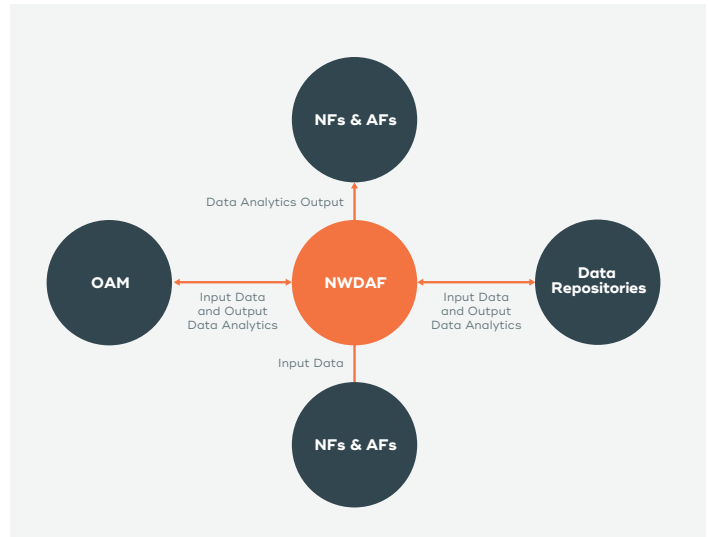 NFs & AFs
Data Analytics Output
OAM
NWDAF
Data
Repositories
Input Data
and Output
Data Analytics
Input Data
and Output
Data Analytics
Input Data
NFs & AFs